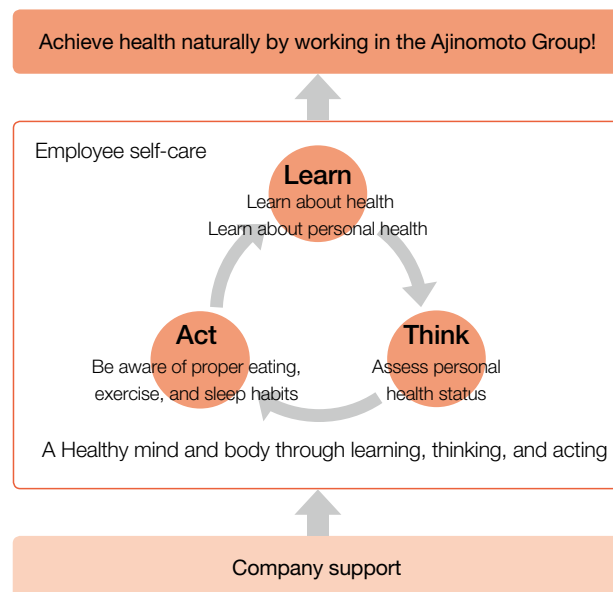 Achieve health naturally by working in the Ajinomoto Group!
Employee self-care
Learn
Learn about health
Learn about personal health
Act
Be aware of proper eating,
exercise, and sleep habits
Think
Assess personal
health status
A Healthy mind and body through learning, thinking, and acting
Company support